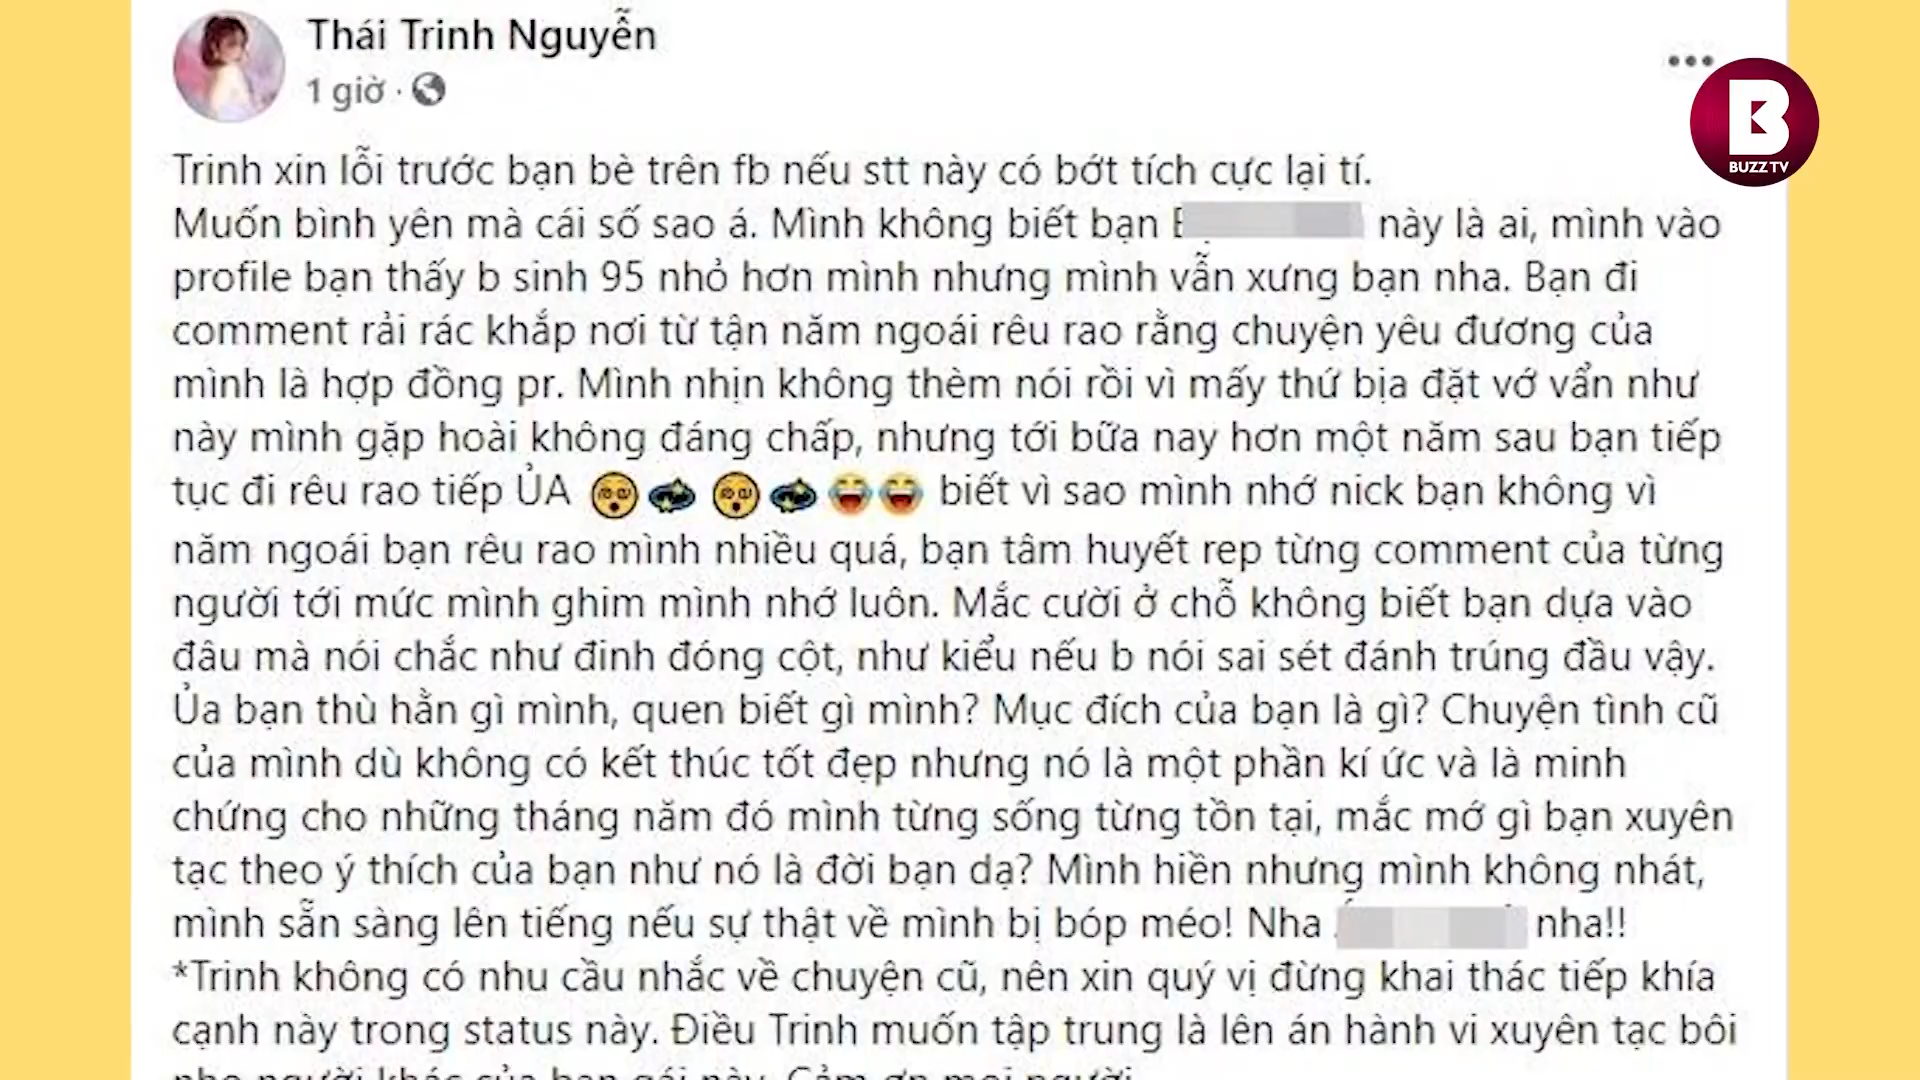 Thái Trinh Nguyễn
1 giờ ·
BUZZ TV
Trinh xin lỗi trước bạn bè trên fb nếu stt này có bớt tích cực lại tí.
Muốn bình yên mà cái số sao á. Mình không biết bạn này là ai, mình vào
profile bạn thấy b sinh 95 nhỏ hơn mình nhưng mình vẫn xưng bạn nha. Bạn đi
comment rải rác khắp nơi từ tận năm ngoái rêu rao rằng chuyện yêu đương của
mình là hợp đồng pr. Mình nhịn không thèm nói rồi vì mấy thứ bịa đặt vớ vẩn như
này mình gặp hoài không đáng chấp, nhưng tới bữa nay hơn một năm sau bạn tiếp
tục đi rêu rao tiếp ỦA 😵💫 😵💫😂😂 biết vì sao mình nhớ nick bạn không vì
năm ngoái bạn rêu rao mình nhiều quá, bạn tâm huyết rep từng comment của từng
người tới mức mình ghim mình nhớ luôn. Mắc cười ở chỗ không biết bạn dựa vào
đâu mà nói chắc như đinh đóng cột, như kiểu nếu b nói sai sét đánh trúng đầu vậy.
Ủa bạn thù hằn gì mình, quen biết gì mình? Mục đích của bạn là gì? Chuyện tình cũ
của mình dù không có kết thúc tốt đẹp nhưng nó là một phần kí ức và là minh
chứng cho những tháng năm đó mình từng sống từng tồn tại, mắc mớ gì bạn xuyên
tạc theo ý thích của bạn như nó là đời bạn dạ? Mình hiền nhưng mình không nhát,
mình sẵn sàng lên tiếng nếu sự thật về mình bị bóp méo! Nha nha!!
*Trinh không có nhu cầu nhắc về chuyện cũ, nên xin quý vị đừng khai thác tiếp khía
cạnh này trong status này. Điều Trinh muốn tập trung là lên án hành vi xuyên tạc bôi
nhọ người khác của bạn gái này. Cảm ơn mọi người.